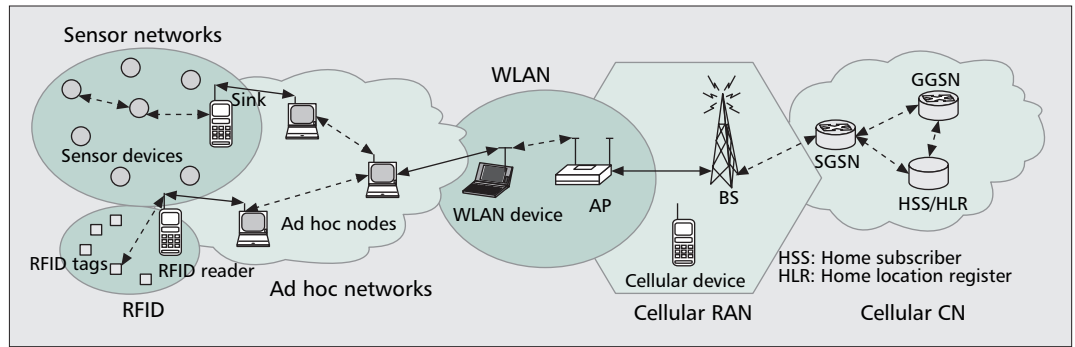 Sensor networks
Sink
Sensor devices
RFID tags
RFID reader
RFID
Ad hoc nodes
Ad hoc networks
WLAN
WLAN device
AP
BS
Cellular device
Cellular RAN
GGSN
SGSN
HSS/HLR
HSS: Home subscriber
HLR: Home location register
Cellular CN